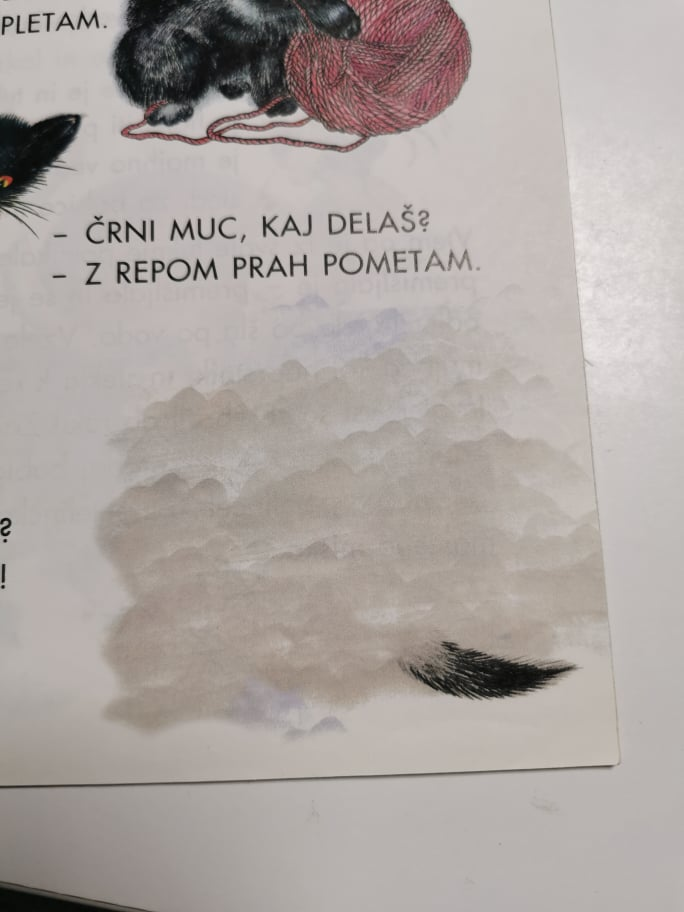 PLETAM.
– ČRNI MUC, KAJ DELAŠ?
– Z REPOM PRAH POMETAM.
?
!